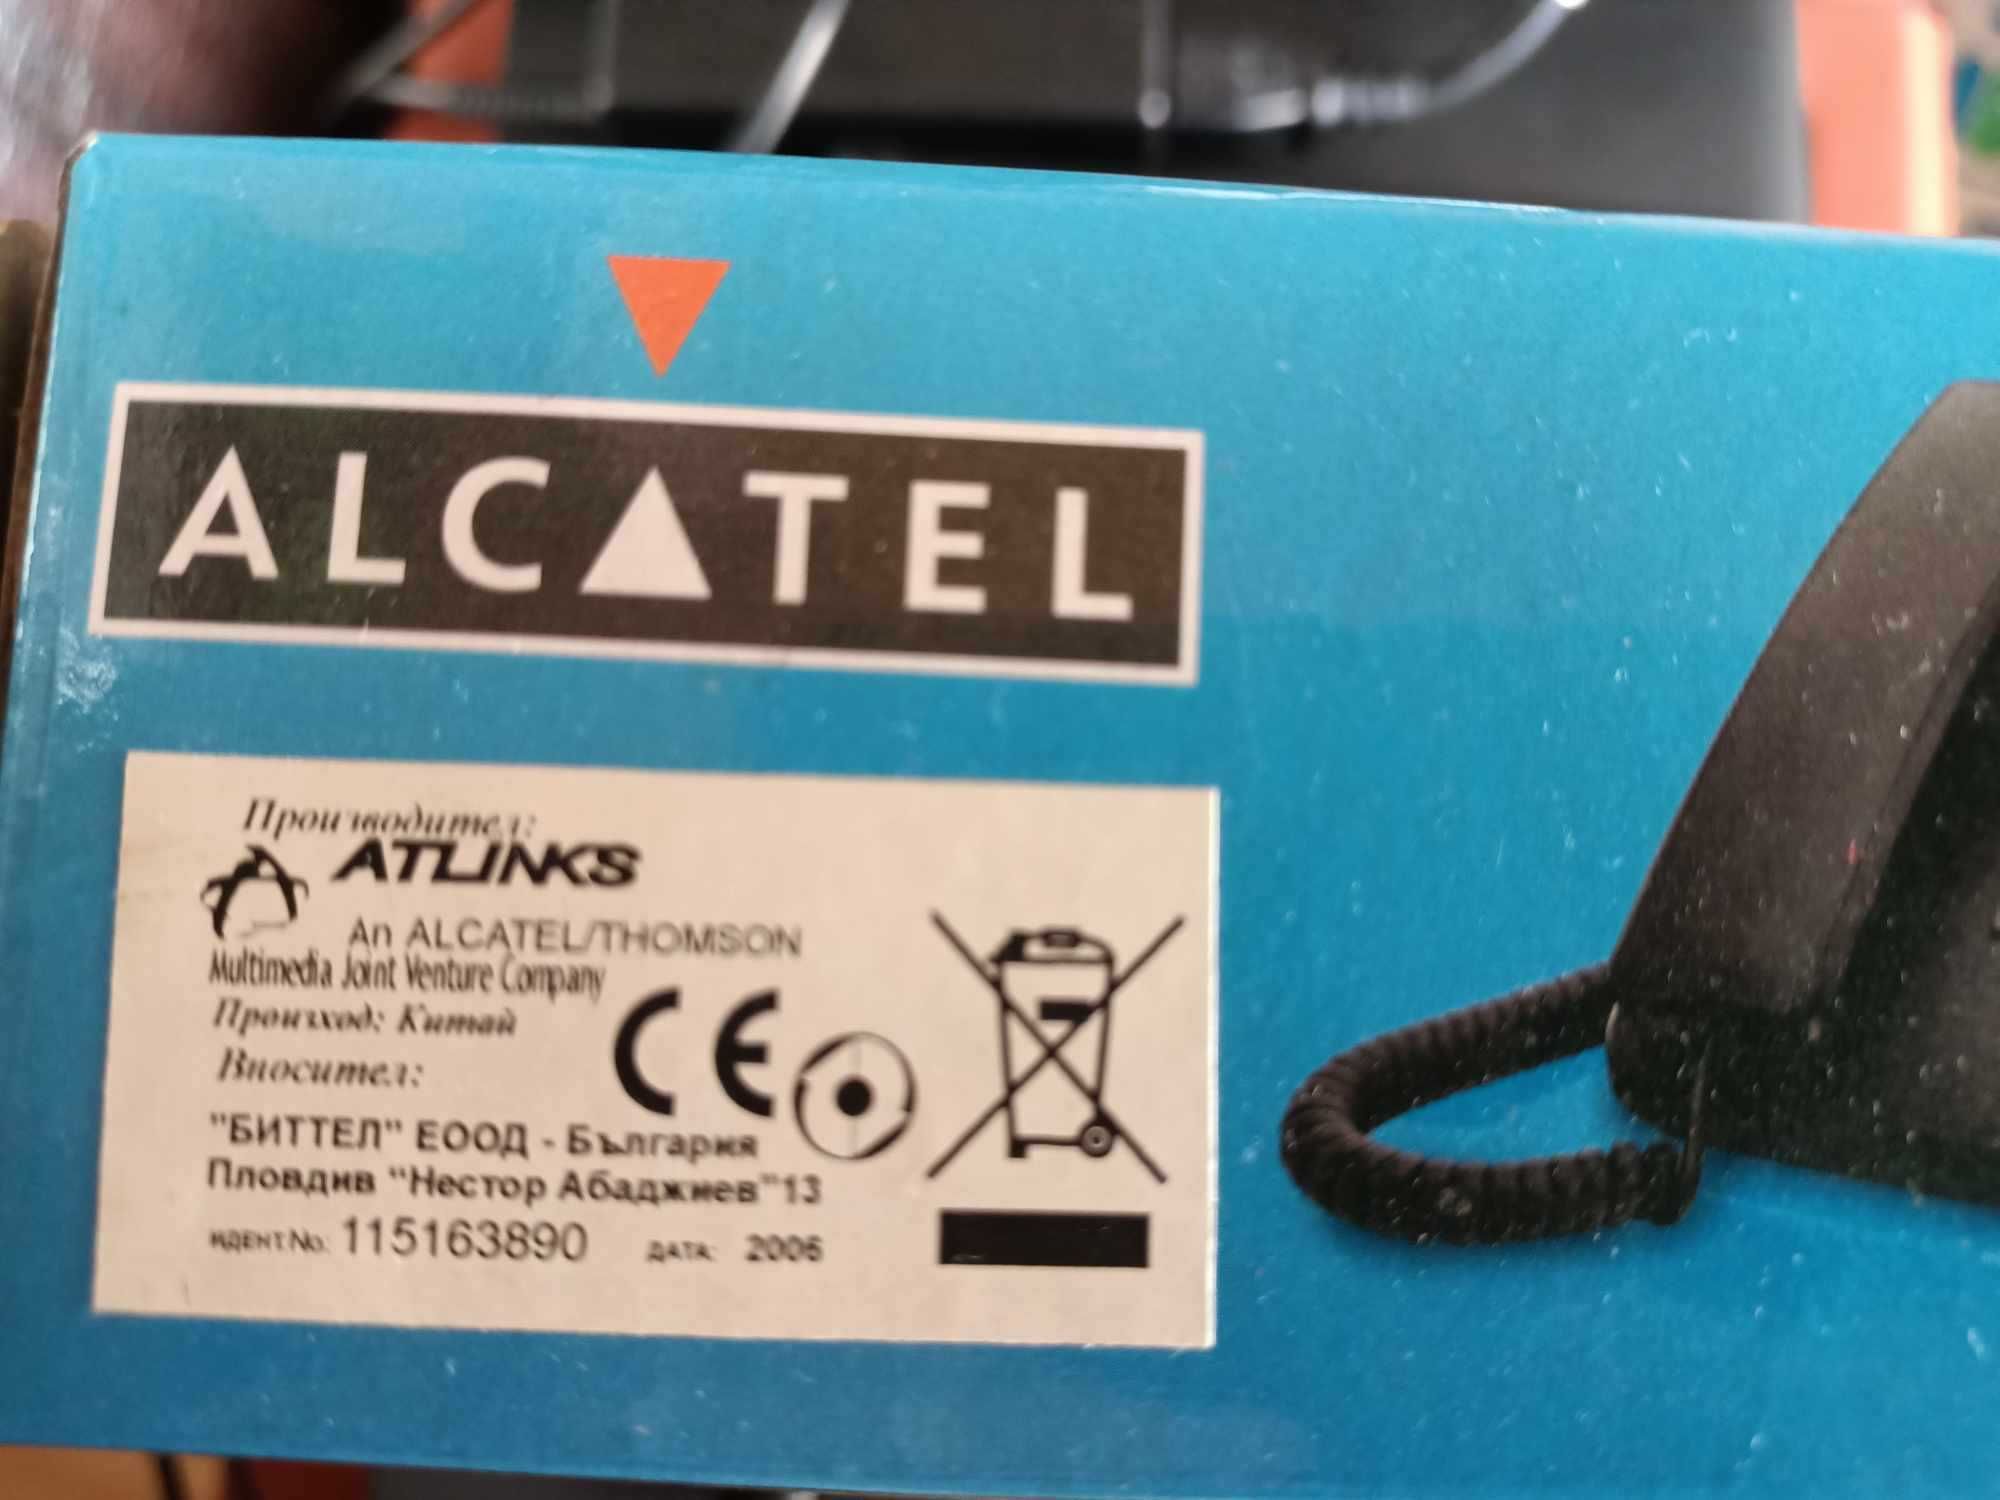 ALCATEL
Производител:
ATLINKS
An ALCATEL/THOMSON
Multimedia Joint Venture Company
Произход: Китай
Вносител:
CE
"БИТТЕЛ" ЕООД - България
Пловдив "Нестор Абаджиев"13
ИДЕНТ.No: 115163890 ДАТА: 2006